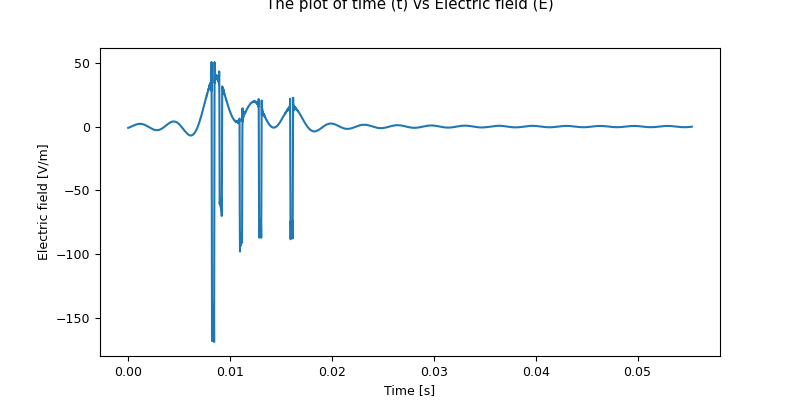 The plot of time (t) vs Electric field (E)
50
0
−50
−100
−150
Electric field [V/m]
0.00 0.01 0.02 0.03 0.04 0.05
Time [s]